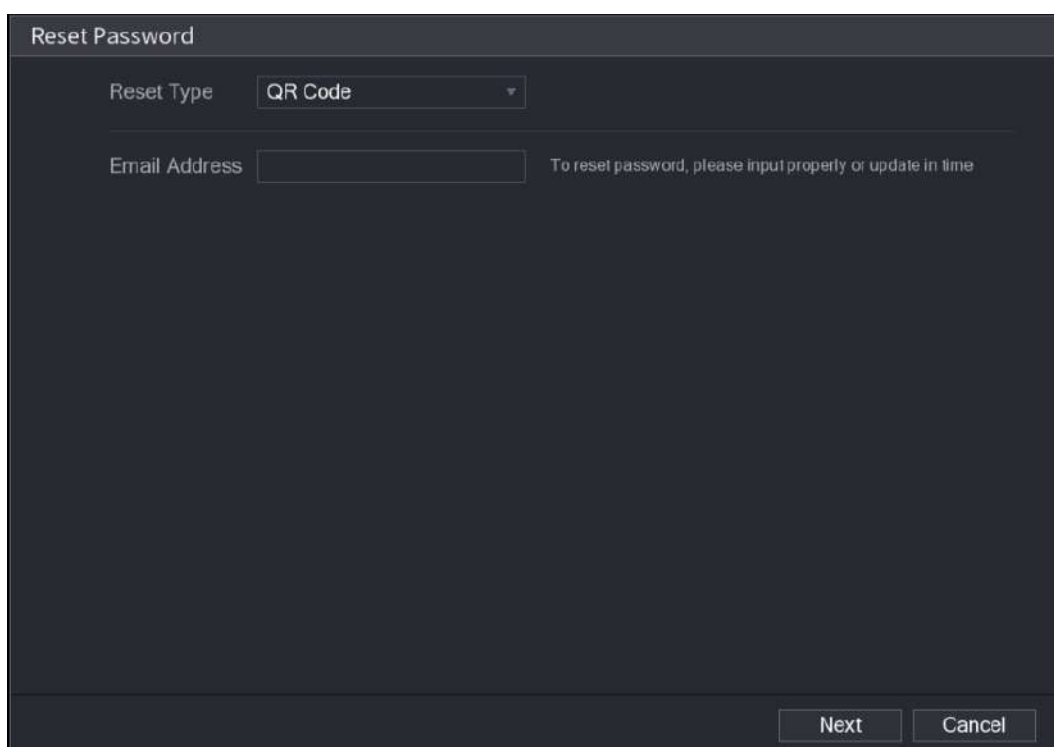 Reset Password
Reset Type QR Code
Email Address To reset password, please input properly or update in time
Next Cancel